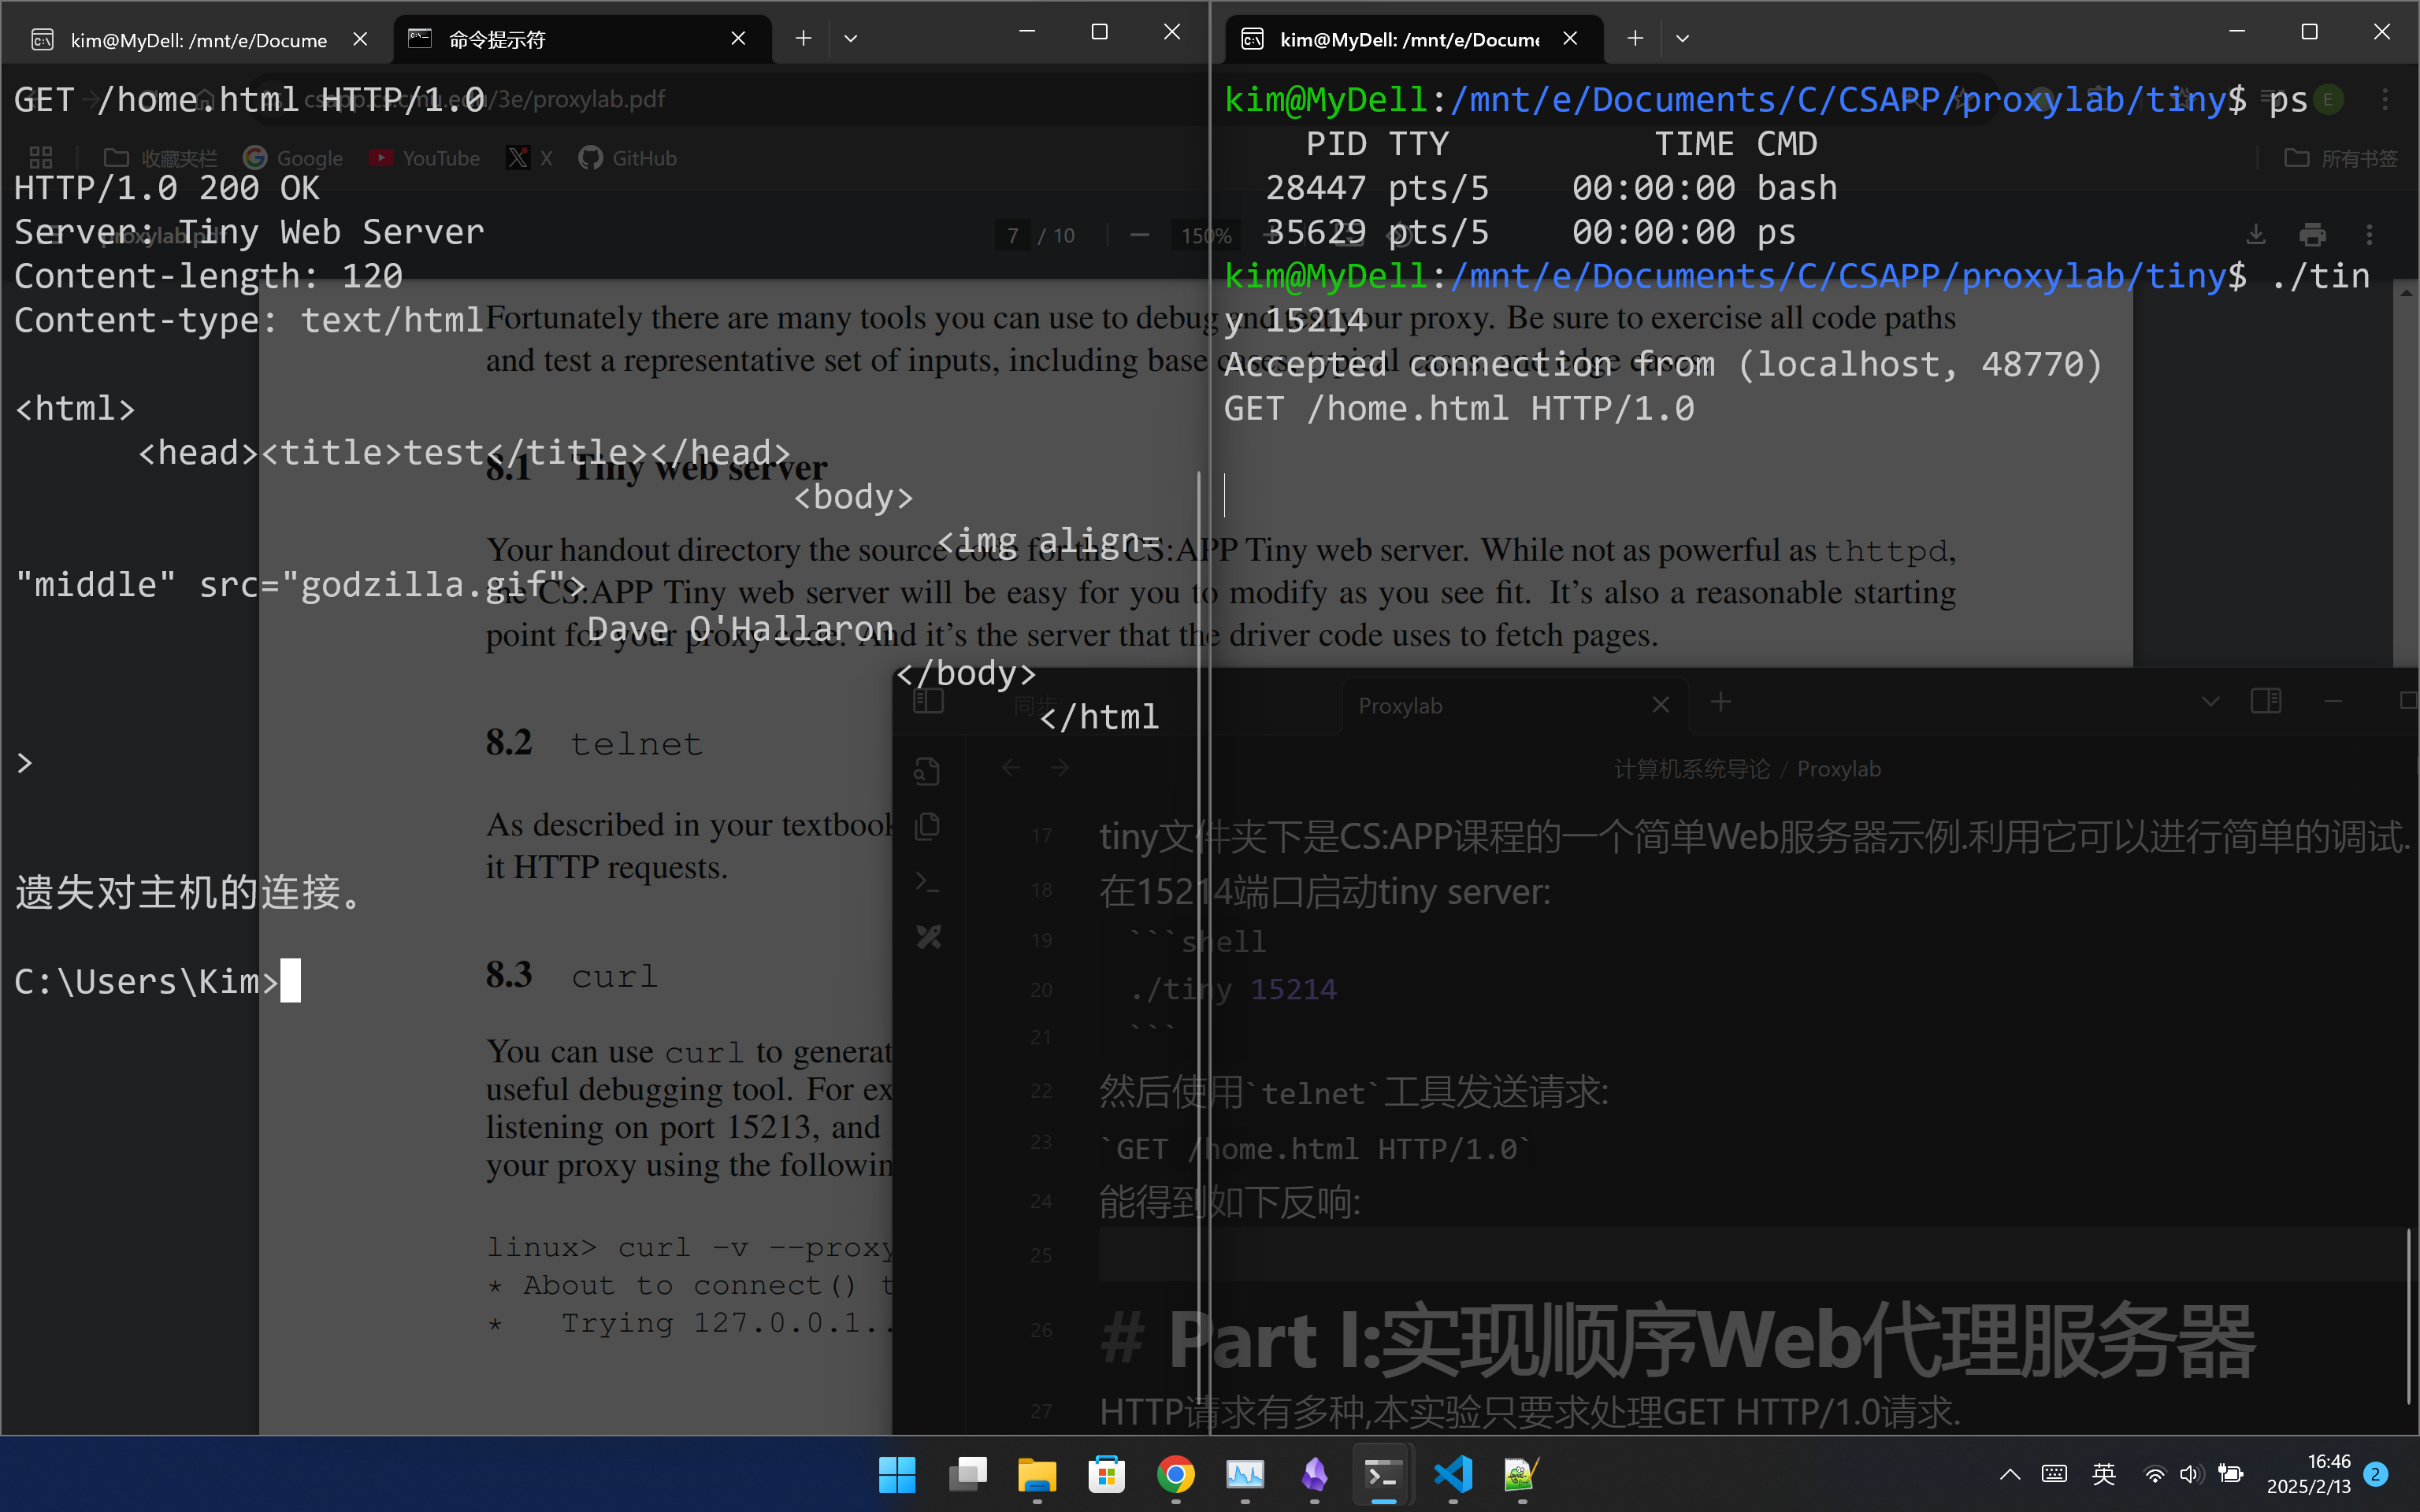 kim@MyDell: /mnt/e/Docume
命令提示符
GET /home.html HTTP/1.0
HTTP/1.0 200 OK
Server: Tiny Web Server
Content-length: 120
Content-type: text/html
<html>
<head><title>test</title></head>
<body>
<img align=
"middle" src="godzilla.gif">
Dave O'Hallaron
</body>
</html
>
遗失对主机的连接。
C:\Users\Kim>
kim@MyDell: /mnt/e/Docume
kim@MyDell:/mnt/e/Documents/C/CSAPP/proxylab/tiny$ ps
PID TTY TIME CMD
28447 pts/5 00:00:00 bash
35629 pts/5 00:00:00 ps
kim@MyDell:/mnt/e/Documents/C/CSAPP/proxylab/tiny$ ./tin
y 15214
Accepted connection from (localhost, 48770)
GET /home.html HTTP/1.0
csapp.cs.cmu.edu/3e/proxylab.pdf
E
收藏夹栏
Google
YouTube
X
GitHub
所有书签
proxylab.pdf
7 / 10
150%
Fortunately there are many tools you can use to debug and test your proxy. Be sure to exercise all code paths
and test a representative set of inputs, including base cases, typical cases, and edge cases.
8.1 Tiny web server
Your handout directory the source code for the CS:APP Tiny web server. While not as powerful as thttpd,
the CS:APP Tiny web server will be easy for you to modify as you see fit. It’s also a reasonable starting
point for your proxy code. And it’s the server that the driver code uses to fetch pages.
8.2 telnet
As described in your textbook
it HTTP requests.
8.3 curl
You can use curl to generat
useful debugging tool. For ex
listening on port 15213, and
your proxy using the followin
linux> curl -v --proxy
* About to connect() t
* Trying 127.0.0.1..
同步
Proxylab
计算机系统导论 / Proxylab
17 tiny文件夹下是CS:APP课程的一个简单Web服务器示例.利用它可以进行简单的调试.
18 在15214端口启动tiny server:
19 ```shell
20 ./tiny 15214
21 ```
22 然后使用`telnet`工具发送请求:
23 `GET /home.html HTTP/1.0`
24 能得到如下反响:
25
26 # Part I:实现顺序Web代理服务器
27 HTTP请求有多种,本实验只要求处理GET HTTP/1.0请求.
英
16:46
2025/2/13
2